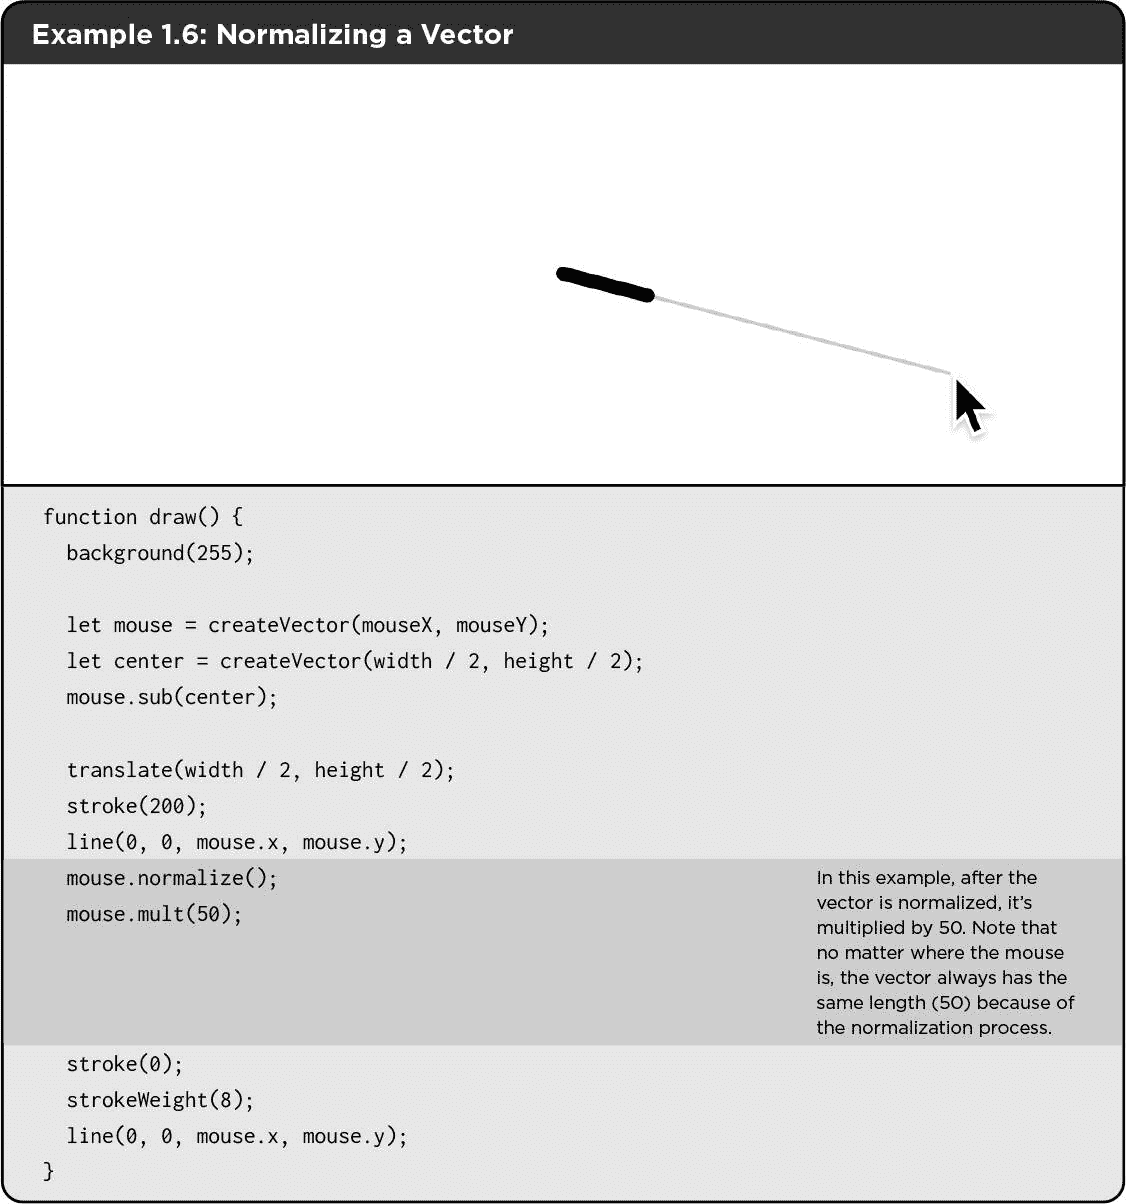 Example 1.6: Normalizing a Vector
function draw() {
background(255);
let mouse = createVector(mouseX, mouseY);
let center = createVector(width / 2, height / 2);
mouse.sub(center);
translate(width / 2, height / 2);
stroke(200);
line(0, 0, mouse.x, mouse.y);
mouse.normalize();
mouse.mult(50);
In this example, after the
vector is normalized, it’s
multiplied by 50. Note that
no matter where the mouse
is, the vector always has the
same length (50) because of
the normalization process.
stroke(0);
strokeWeight(8);
line(0, 0, mouse.x, mouse.y);
}